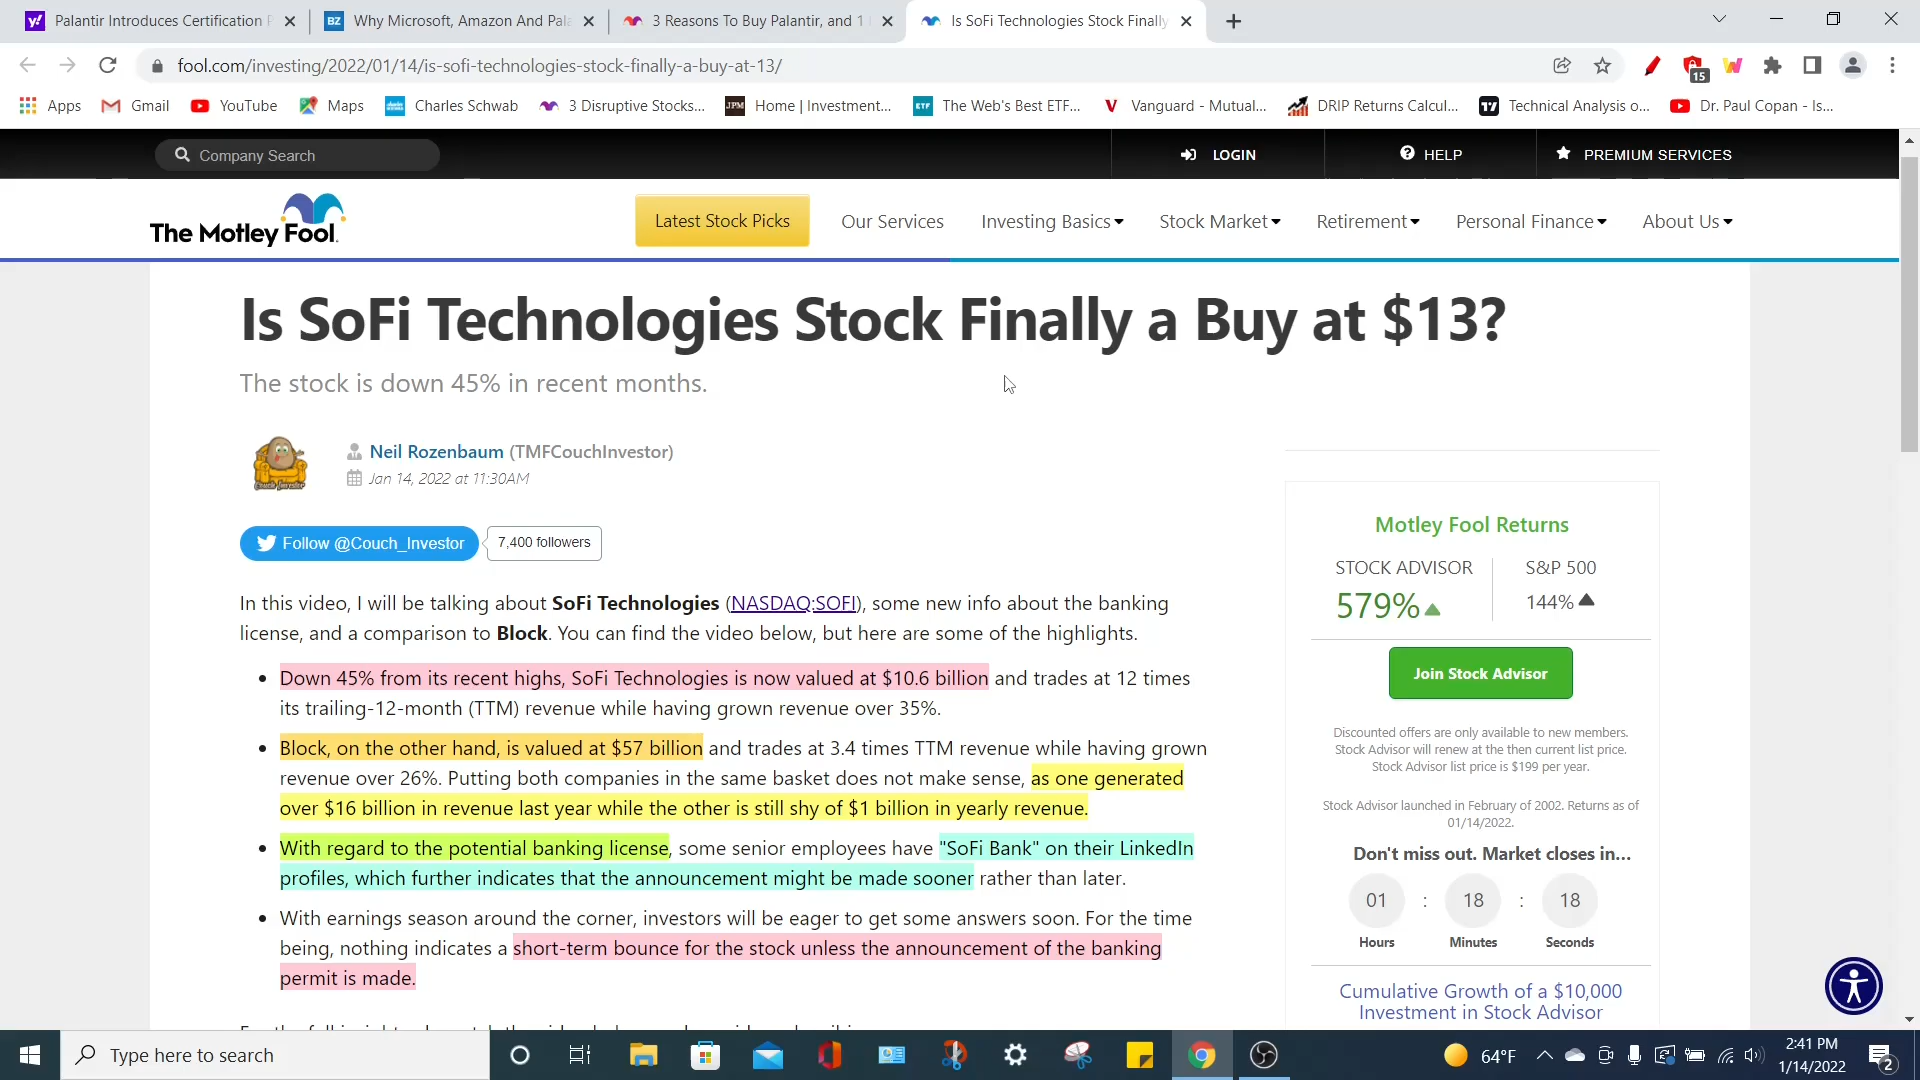 Palantir Introduces Certification P
Why Microsoft, Amazon And Pala
3 Reasons To Buy Palantir, and 1
Is SoFi Technologies Stock Finally
fool.com/investing/2022/01/14/is-sofi-technologies-stock-finally-a-buy-at-13/
15
Apps
Gmail
YouTube
Maps
Charles Schwab
3 Disruptive Stocks...
JPM
Home | Investment...
ETF
The Web's Best ETF...
Vanguard - Mutual...
DRIP Returns Calcul...
Technical Analysis o...
Dr. Paul Copan - Is...
Company Search
LOGIN
HELP
PREMIUM SERVICES
The Motley Fool.
Latest Stock Picks
Our Services
Investing Basics
Stock Market
Retirement
Personal Finance
About Us
Is SoFi Technologies Stock Finally a Buy at $13?
The stock is down 45% in recent months.
Neil Rozenbaum (TMFCouchInvestor)
Jan 14, 2022 at 11:30AM
Follow @Couch_Investor
7,400 followers
In this video, I will be talking about SoFi Technologies (NASDAQ:SOFI), some new info about the banking
license, and a comparison to Block. You can find the video below, but here are some of the highlights.
• Down 45% from its recent highs, SoFi Technologies is now valued at $10.6 billion and trades at 12 times
its trailing-12-month (TTM) revenue while having grown revenue over 35%.
• Block, on the other hand, is valued at $57 billion and trades at 3.4 times TTM revenue while having grown
revenue over 26%. Putting both companies in the same basket does not make sense, as one generated
over $16 billion in revenue last year while the other is still shy of $1 billion in yearly revenue.
• With regard to the potential banking license, some senior employees have "SoFi Bank" on their LinkedIn
profiles, which further indicates that the announcement might be made sooner rather than later.
• With earnings season around the corner, investors will be eager to get some answers soon. For the time
being, nothing indicates a short-term bounce for the stock unless the announcement of the banking
permit is made.
Motley Fool Returns
STOCK ADVISOR
S&P 500
579%
144%
Join Stock Advisor
Discounted offers are only available to new members.
Stock Advisor will renew at the then current list price.
Stock Advisor list price is $199 per year.
Stock Advisor launched in February of 2002. Returns as of
01/14/2022.
Don't miss out. Market closes in...
01 : 18 : 18
Hours Minutes Seconds
Cumulative Growth of a $10,000
Investment in Stock Advisor
Type here to search
64°F
2:41 PM
1/14/2022
2